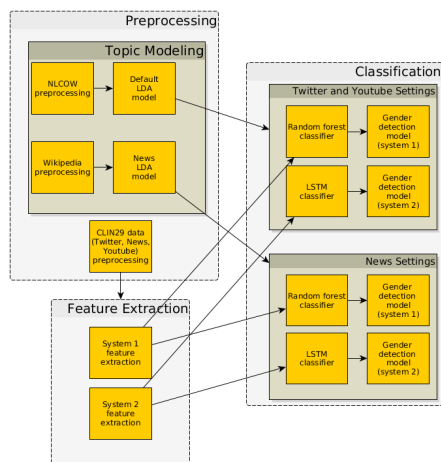 Preprocessing
Topic Modeling
NLCOW
preprocessing
Default
LDA
model
Wikipedia
preprocessing
News
LDA
model
CLIN29 data
(Twitter, News,
Youtube)
preprocessing
Feature Extraction
System 1
feature
extraction
System 2
feature
extraction
Classification
Twitter and Youtube Settings
Random forest
classifier
Gender
detection
model
(system 1)
LSTM
classifier
Gender
detection
model
(system 2)
News Settings
Random forest
classifier
Gender
detection
model
(system 1)
LSTM
classifier
Gender
detection
model
(system 2)